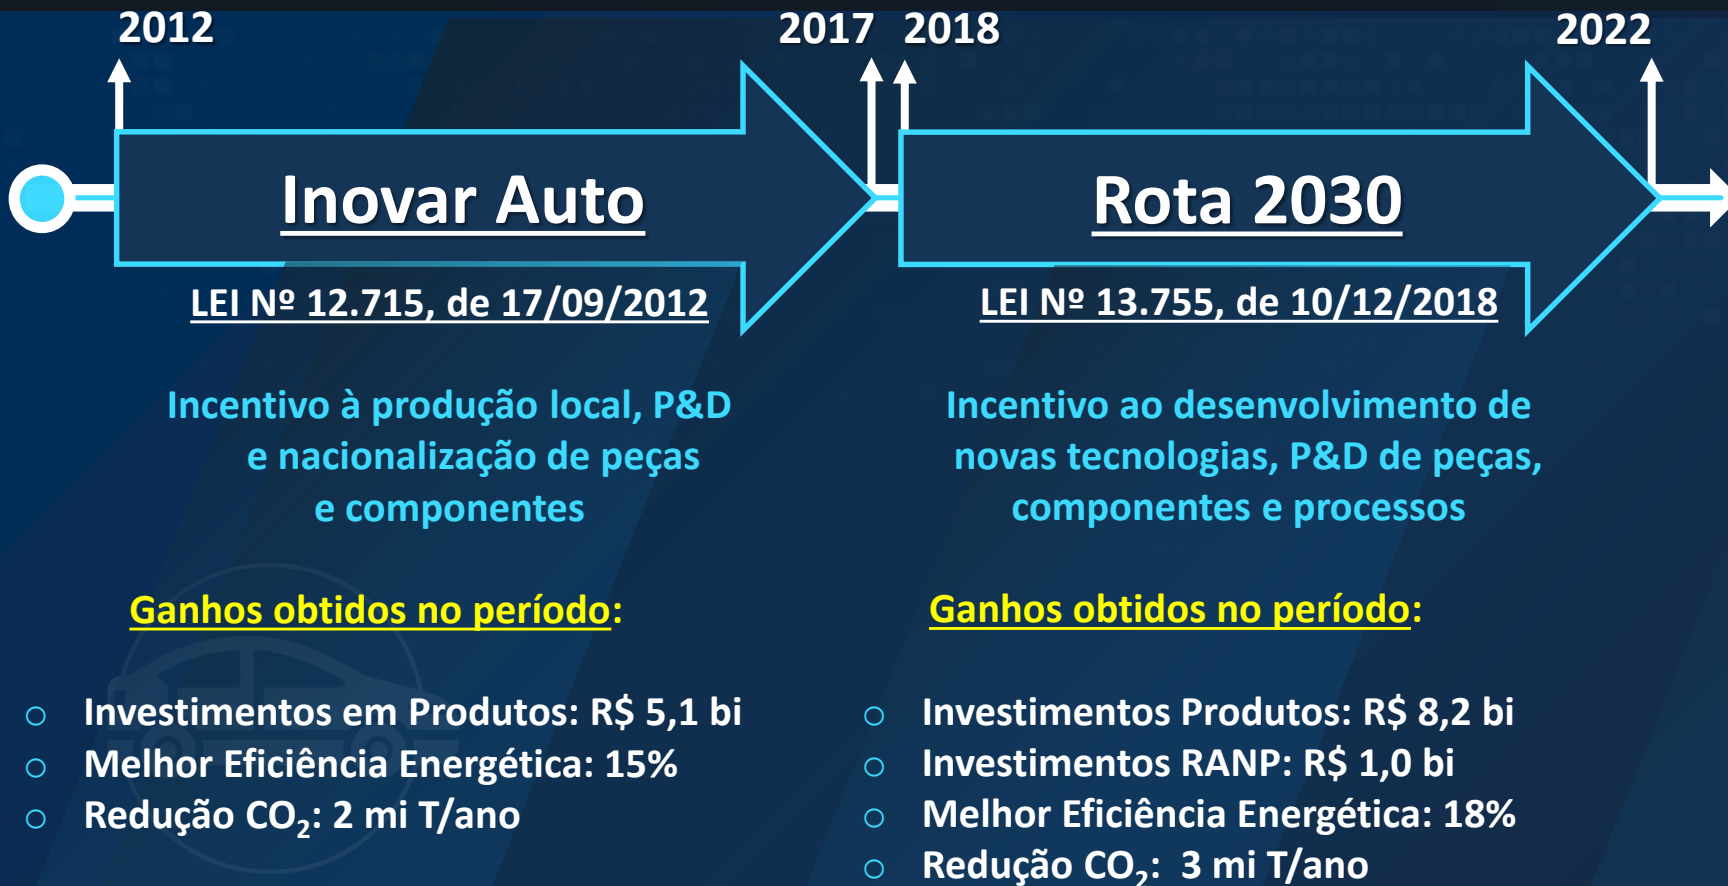 2012
2017
2018
2022
Inovar Auto
Rota 2030
LEI Nº 12.715, de 17/09/2012
LEI Nº 13.755, de 10/12/2018
Incentivo à produção local, P&D
e nacionalização de peças
e componentes
Incentivo ao desenvolvimento de
novas tecnologias, P&D de peças,
componentes e processos
Ganhos obtidos no período:
○ Investimentos em Produtos: R$ 5,1 bi
○ Melhor Eficiência Energética: 15%
○ Redução CO₂: 2 mi T/ano
Ganhos obtidos no período:
○ Investimentos Produtos: R$ 8,2 bi
○ Investimentos RANP: R$ 1,0 bi
○ Melhor Eficiência Energética: 18%
○ Redução CO₂: 3 mi T/ano